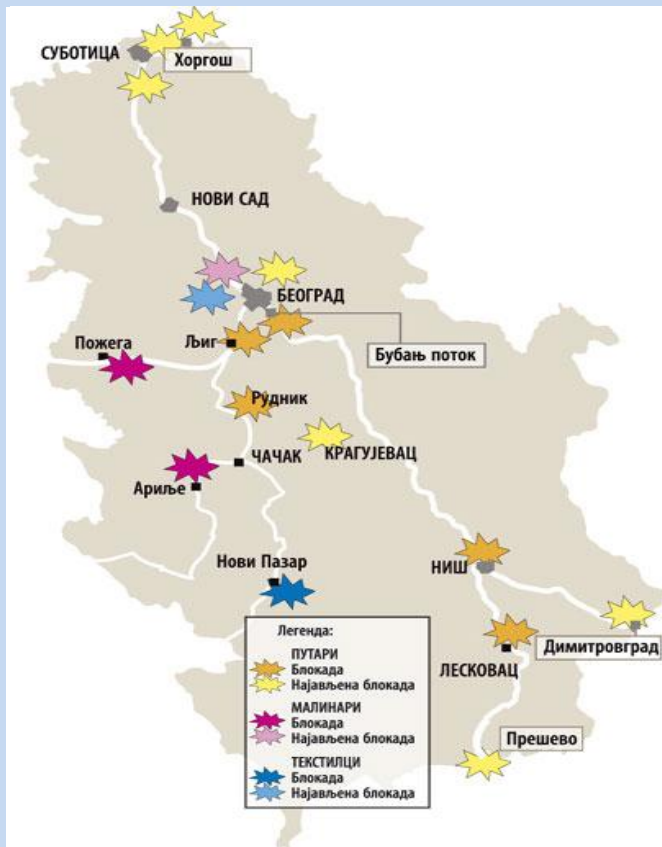 СУБОТИЦА
Хоргош
НОВИ САД
БЕОГРАД
Бубањ поток
Пожега
Љиг
Рудник
КРАГУЈЕВАЦ
ЧАЧАК
Ариље
Нови Пазар
НИШ
Димитровград
ЛЕСКОВАЦ
Прешево
Легенда:
ПУТАРИ
Блокада
Најављена блокада
МАЛИНАРИ
Блокада
Најављена блокада
ТЕКСТИЛЦИ
Блокада
Најављена блокада